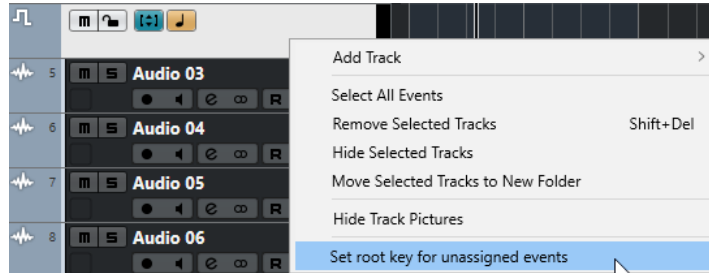 m
5 m S Audio 03
e R
Add Track >
Select All Events
6 m S Audio 04
e R
Remove Selected Tracks Shift+Del
Hide Selected Tracks
7 m S Audio 05
e R
Move Selected Tracks to New Folder
Hide Track Pictures
8 m S Audio 06
e R
Set root key for unassigned events